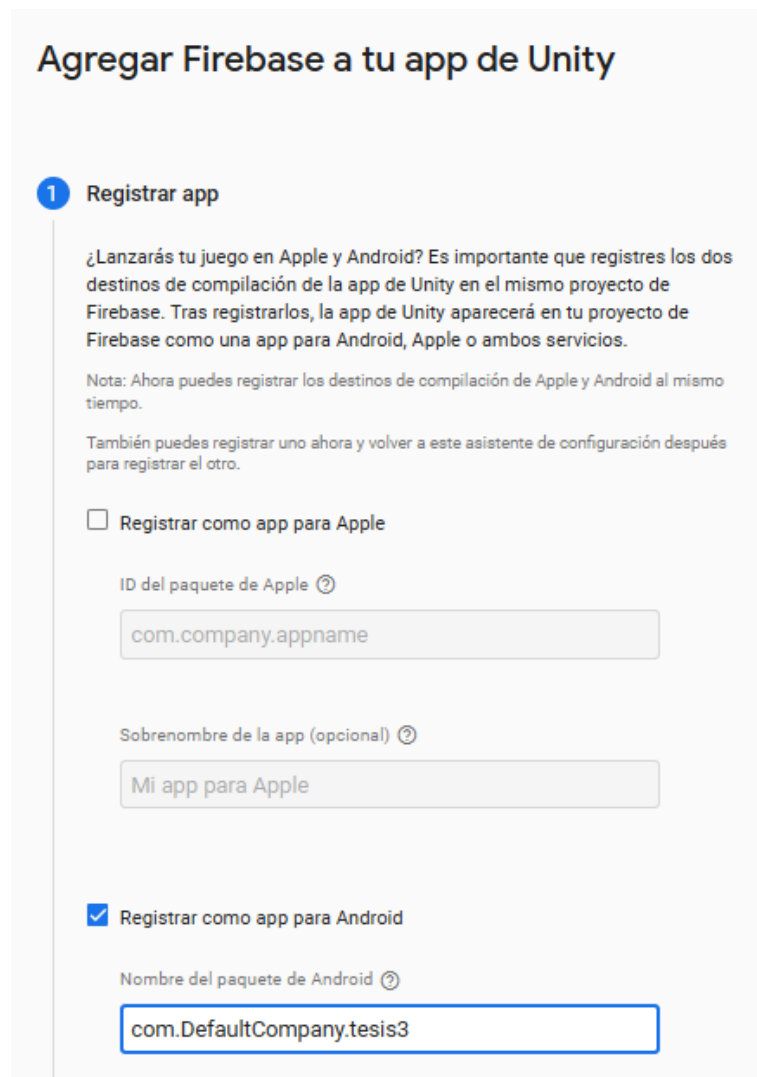 Agregar Firebase a tu app de Unity
1 Registrar app
¿Lanzarás tu juego en Apple y Android? Es importante que registres los dos
destinos de compilación de la app de Unity en el mismo proyecto de
Firebase. Tras registrarlos, la app de Unity aparecerá en tu proyecto de
Firebase como una app para Android, Apple o ambos servicios.
Nota: Ahora puedes registrar los destinos de compilación de Apple y Android al mismo
tiempo.
También puedes registrar uno ahora y volver a este asistente de configuración después
para registrar el otro.
Registrar como app para Apple
ID del paquete de Apple ?
com.company.appname
Sobrenombre de la app (opcional) ?
Mi app para Apple
Registrar como app para Android
Nombre del paquete de Android ?
com.DefaultCompany.tesis3